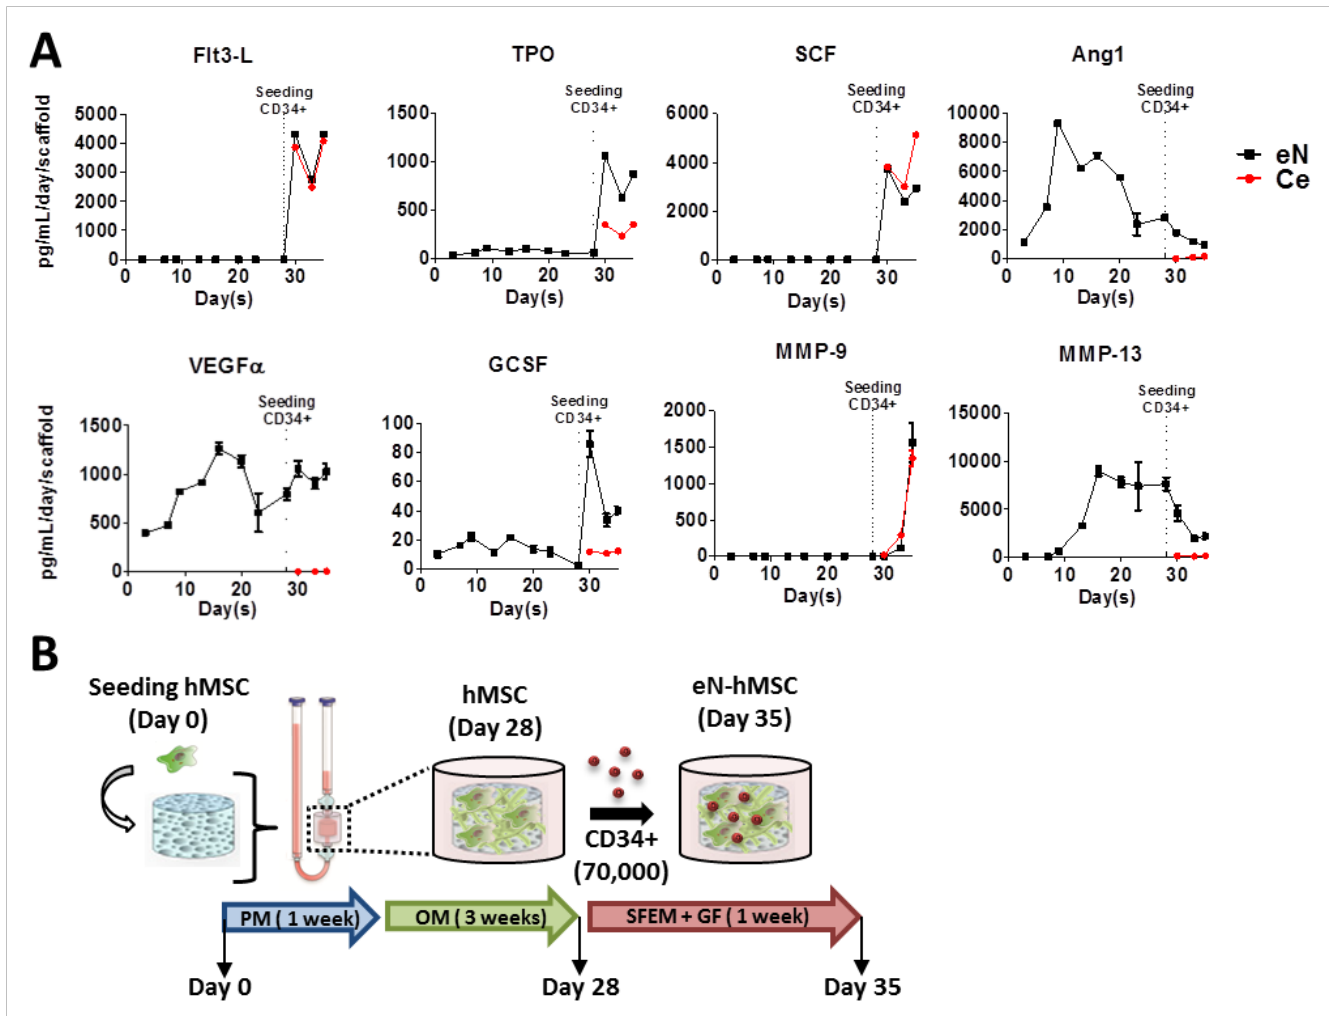 A
Flt3-L
TPO
SCF
Ang1
pg/mL/day/scaffold
Seeding
CD34+
5000
4000
3000
2000
1000
0
0 10 20 30
Day(s)
Seeding
CD34+
1500
1000
500
0
0 10 20 30
Day(s)
Seeding
CD34+
6000
4000
2000
0
0 10 20 30
Day(s)
Seeding
CD34+
10000
8000
6000
4000
2000
0
0 10 20 30
Day(s)
eN
Ce
VEGFα
GCSF
MMP-9
MMP-13
pg/mL/day/scaffold
Seeding
CD34+
1500
1000
500
0
0 10 20 30
Day(s)
Seeding
CD34+
100
80
60
40
20
0
0 10 20 30
Day(s)
Seeding
CD34+
2000
1500
1000
500
0
0 10 20 30
Day(s)
Seeding
CD34+
15000
10000
5000
0
0 10 20 30
Day(s)
B
Seeding hMSC
(Day 0)
hMSC
(Day 28)
eN-hMSC
(Day 35)
CD34+
(70,000)
PM ( 1 week)
OM ( 3 weeks)
SFEM + GF ( 1 week)
Day 0
Day 28
Day 35